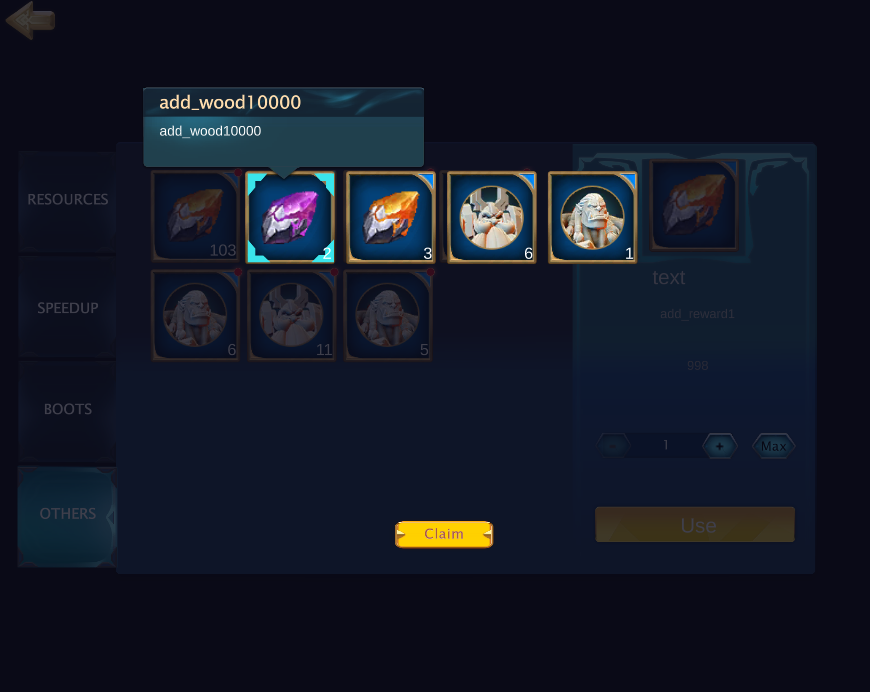 add_wood10000
add_wood10000
RESOURCES
103
2
3
6
1
text
add_reward1
SPEEDUP
6
11
5
998
BOOTS
1
+
Max
OTHERS
Claim
Use